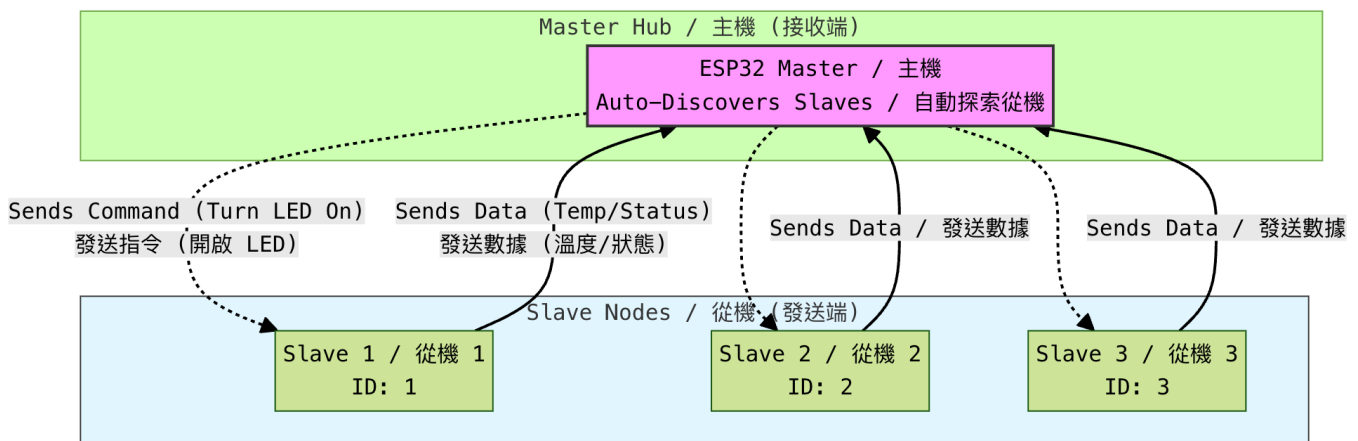 Master Hub / 主機 (接收端)
ESP32 Master / 主機
Auto-Discovers Slaves / 自動探索從機
Sends Command (Turn LED On)
發送指令 (開啟 LED)
Sends Data (Temp/Status)
發送數據 (溫度/狀態)
Sends Data / 發送數據
Sends Data / 發送數據
Slave Nodes / 從機 (發送端)
Slave 1 / 從機 1
ID: 1
Slave 2 / 從機 2
ID: 2
Slave 3 / 從機 3
ID: 3